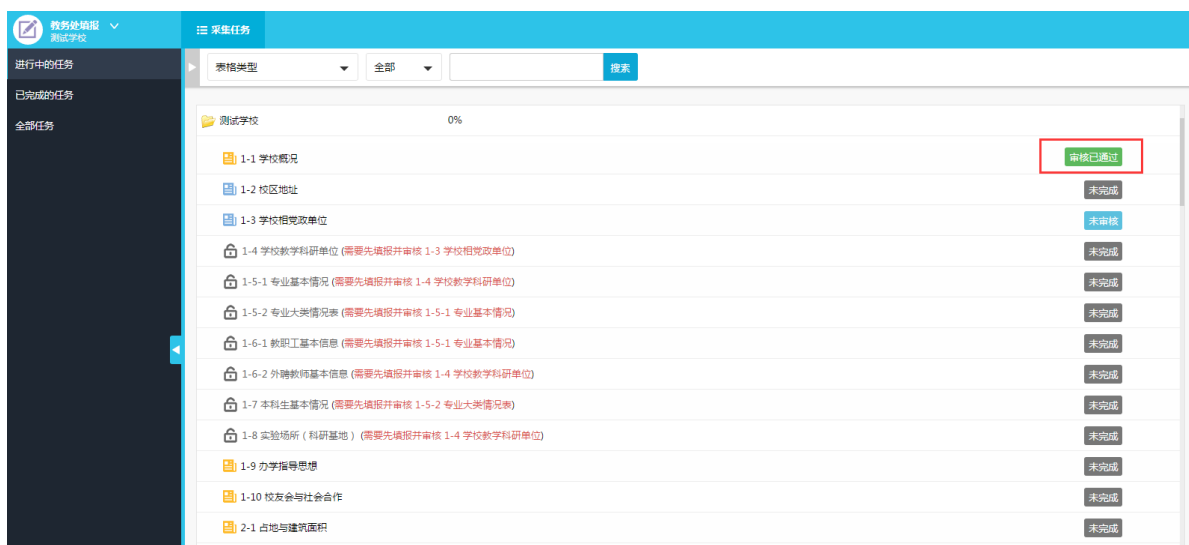 教务处填报
测试学校
采集任务
进行中的任务
已完成的任务
全部任务
表格类型 全部 搜索
测试学校 0%
1-1 学校概况 审核已通过
1-2 校区地址 未完成
1-3 学校相党政单位 未审核
1-4 学校教学科研单位 (需要先填报并审核 1-3 学校相党政单位) 未完成
1-5-1 专业基本情况 (需要先填报并审核 1-4 学校教学科研单位) 未完成
1-5-2 专业大类情况表 (需要先填报并审核 1-5-1 专业基本情况) 未完成
1-6-1 教职工基本信息 (需要先填报并审核 1-5-1 专业基本情况) 未完成
1-6-2 外聘教师基本信息 (需要先填报并审核 1-4 学校教学科研单位) 未完成
1-7 本科生基本情况 (需要先填报并审核 1-5-2 专业大类情况表) 未完成
1-8 实验场所（科研基地） (需要先填报并审核 1-4 学校教学科研单位) 未完成
1-9 办学指导思想 未完成
1-10 校友会与社会合作 未完成
2-1 占地与建筑面积 未完成